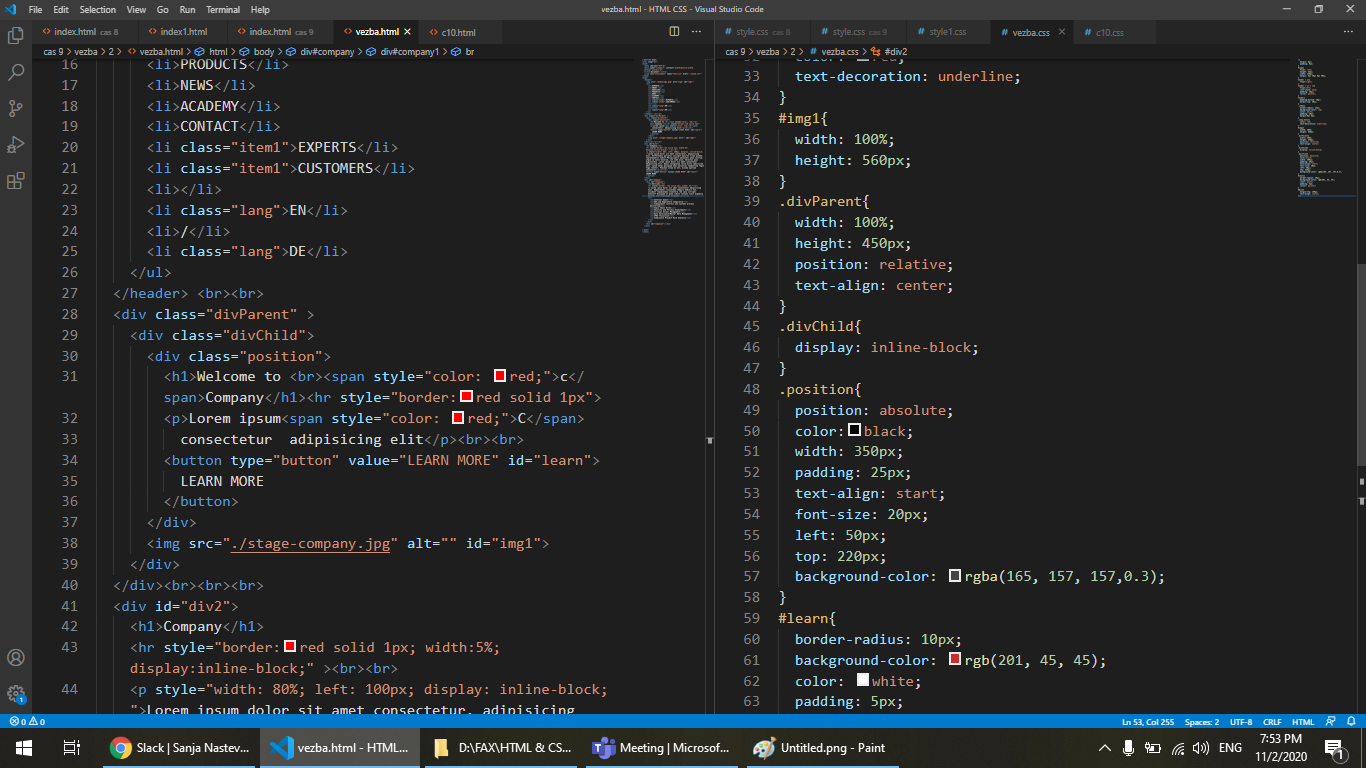 File Edit Selection View Go Run Terminal Help
vezba.html - HTML CSS - Visual Studio Code
index.html cas 8
index1.html
index.html cas 9
vezba.html
c10.html
style.css cas 8
style.css cas 9
style1.css
vezba.css
c10.css
cas 9 > vezba > 2 > vezba.html > html > body > div#company > div#company1 > br
cas 9 > vezba > 2 > vezba.css > #div2
16 <li>PRODUCTS</li>
17 <li>NEWS</li>
18 <li>ACADEMY</li>
19 <li>CONTACT</li>
20 <li class="item1">EXPERTS</li>
21 <li class="item1">CUSTOMERS</li>
22 <li></li>
23 <li class="lang">EN</li>
24 <li>/</li>
25 <li class="lang">DE</li>
26 </ul>
27 </header> <br><br>
28 <div class="divParent" >
29 <div class="divChild">
30 <div class="position">
31 <h1>Welcome to <br><span style="color: red;">c</
span>Company</h1><hr style="border:red solid 1px">
32 <p>Lorem ipsum<span style="color: red;">C</span>
33 consectetur  adipisicing elit</p><br><br>
34 <button type="button" value="LEARN MORE" id="learn">
35 LEARN MORE
36 </button>
37 </div>
38 <img src="./stage-company.jpg" alt="" id="img1">
39 </div>
40 </div><br><br><br>
41 <div id="div2">
42 <h1>Company</h1>
43 <hr style="border:red solid 1px; width:5%;
display:inline-block;" ><br><br>
44 <p style="width: 80%; left: 100px; display: inline-block;
">Lorem ipsum dolor sit amet consectetur, adipisicing
32 color: red;
33 text-decoration: underline;
34 }
35 #img1{
36 width: 100%;
37 height: 560px;
38 }
39 .divParent{
40 width: 100%;
41 height: 450px;
42 position: relative;
43 text-align: center;
44 }
45 .divChild{
46 display: inline-block;
47 }
48 .position{
49 position: absolute;
50 color:black;
51 width: 350px;
52 padding: 25px;
53 text-align: start;
54 font-size: 20px;
55 left: 50px;
56 top: 220px;
57 background-color: rgba(165, 157, 157,0.3);
58 }
59 #learn{
60 border-radius: 10px;
61 background-color: rgb(201, 45, 45);
62 color: white;
63 padding: 5px;
1
0 0
Ln 53, Col 255 Spaces: 2 UTF-8 CRLF HTML
Slack | Sanja Nastev...
vezba.html - HTML...
D:\FAX\HTML & CS...
Meeting | Microsof...
Untitled.png - Paint
ENG
7:53 PM
11/2/2020
1